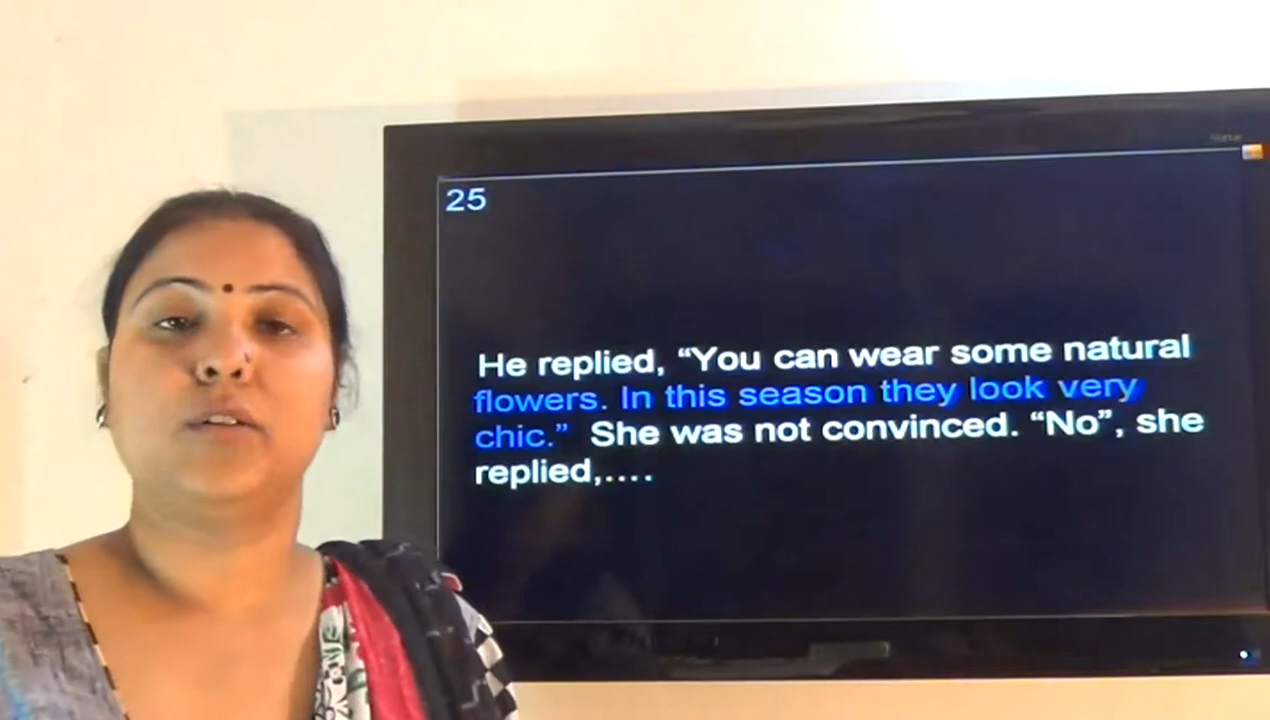 25
He replied, “You can wear some natural
flowers. In this season they look very
chic.” She was not convinced. “No”, she
replied,....